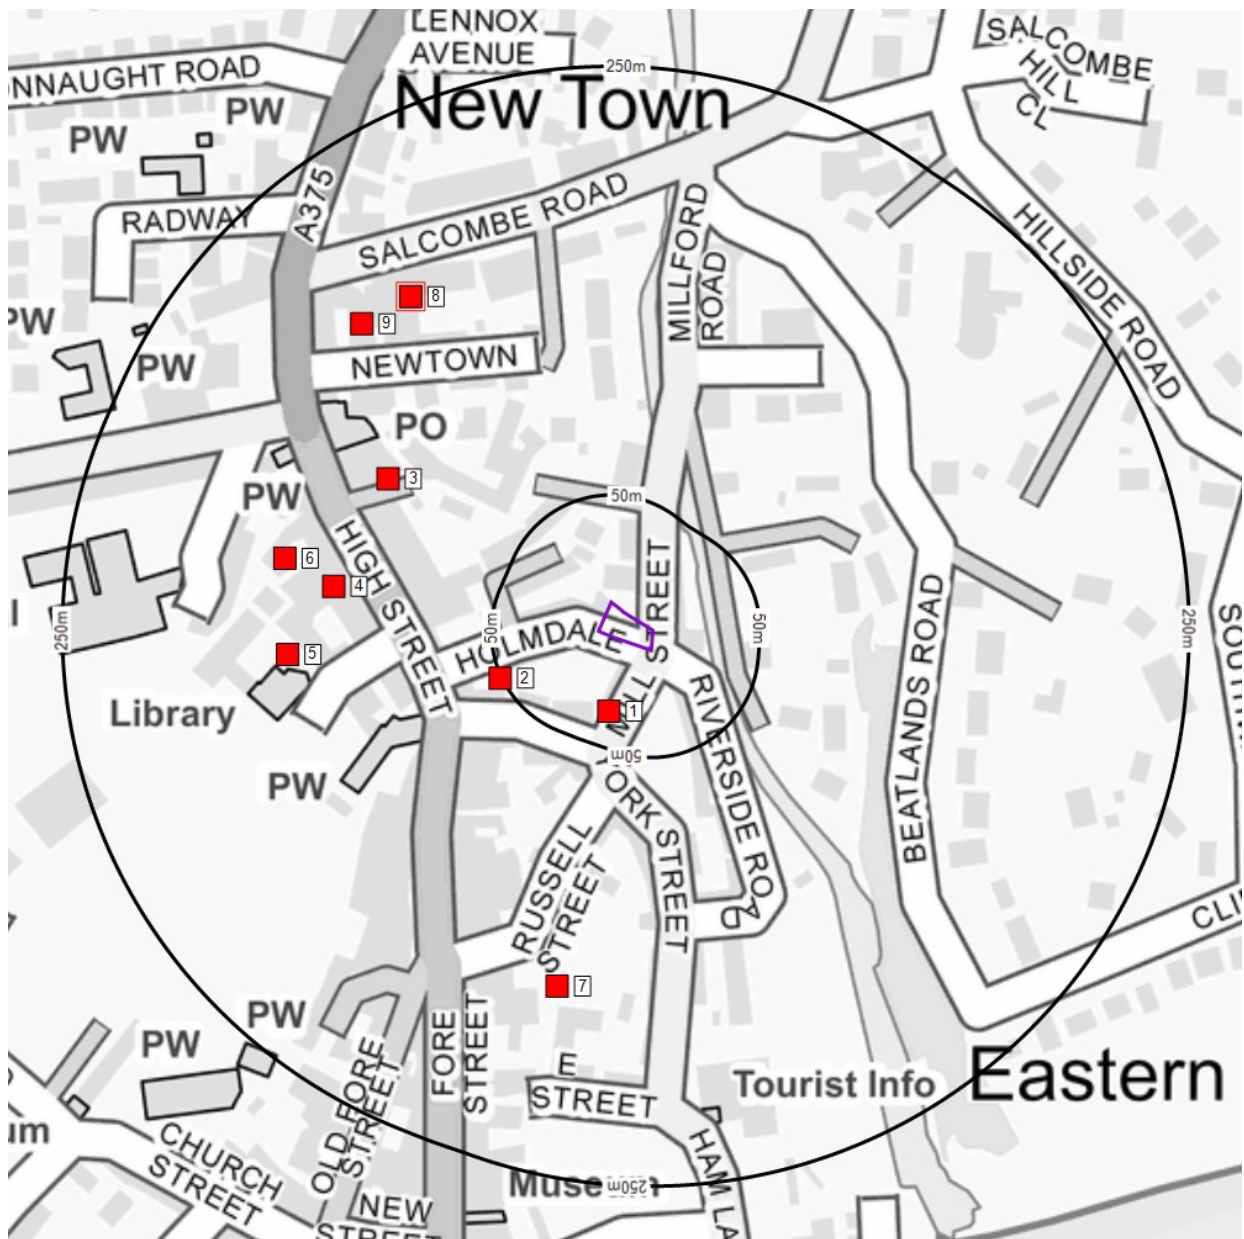 LENNOX
AVENUE
SALCOMBE
HILL
CL
ONNAUGHT ROAD
250m
New Town
PW
PW
A375
RADWAY
SALCOMBE ROAD
MILLFORD
ROAD
HILLSIDE ROAD
8
9
PW
PW
NEWTOWN
PO
3
PW
50m
HIGH STREET
6
4
HOLMDALE
MILL STREET
50m
50m
250m
250m
BEATLANDS ROAD
5
2
1
Library
PW
50m
RIVERSIDE ROAD
YORK STREET
RUSSELL
STREET
7
CLI
PW
PW
FORE
STREET
OLD FORE
STREET
E
STREET
Tourist Info
Eastern
um
CHURCH
STREET
HAM LA
Museum
250m
NEW
STREET